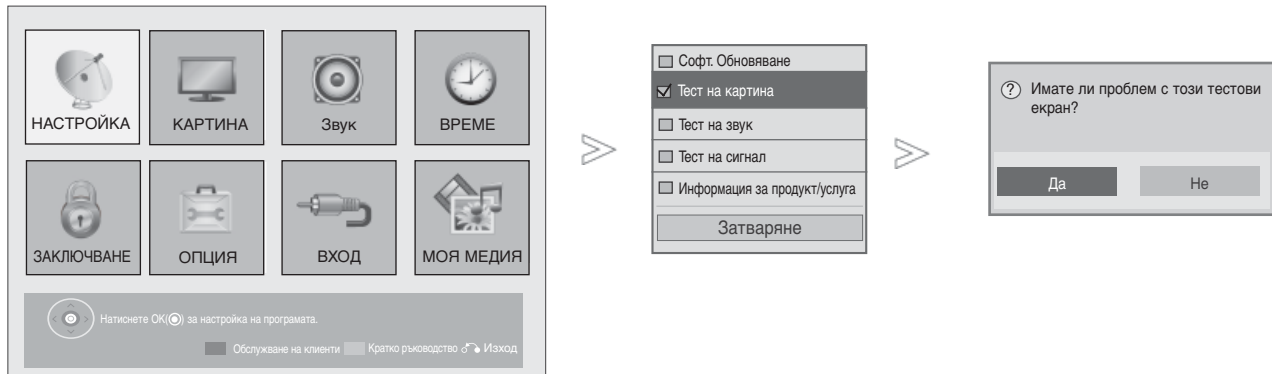 НАСТРОЙКА
КАРТИНА
Звук
ВРЕМЕ
ЗАКЛЮЧВАНЕ
ОПЦИЯ
ВХОД
МОЯ МЕДИЯ
Натиснете OK(◉) за настройка на програмата.
Обслужване на клиенти Кратко ръководство Изход
Софт. Обновяване
Тест на картина
Тест на звук
Тест на сигнал
Информация за продукт/услуга
Затваряне
? Имате ли проблем с този тестови
екран?
Да
Не